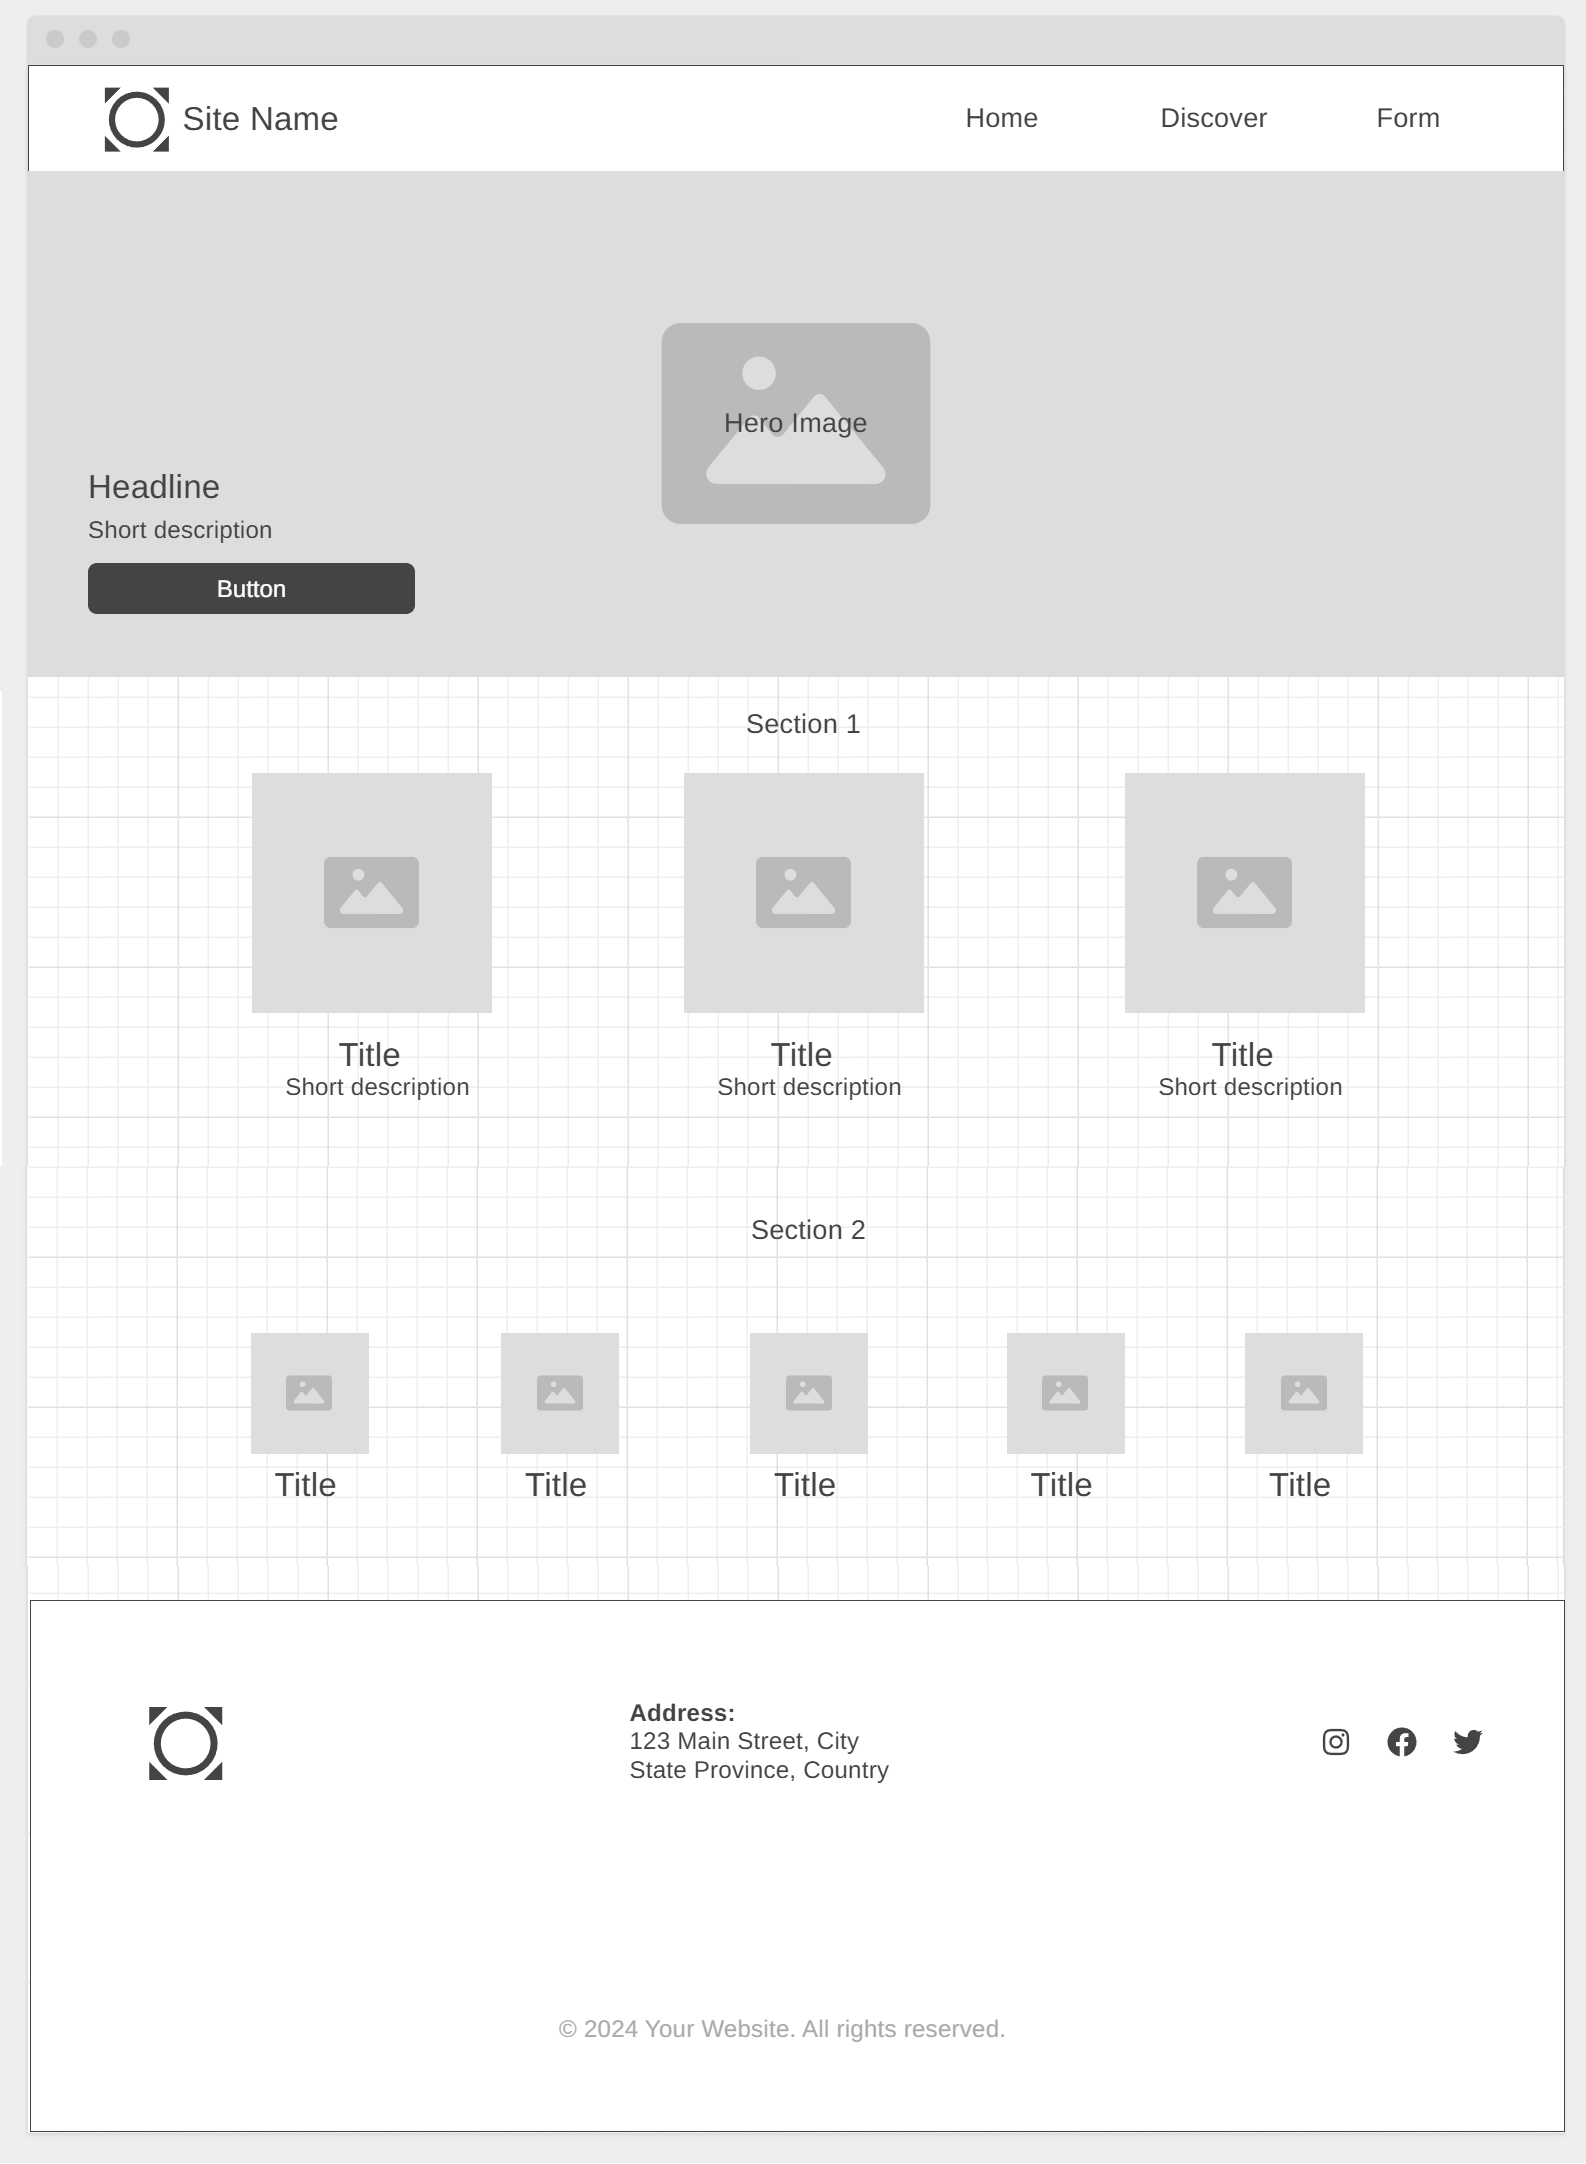 Site Name
Home
Discover
Form
Hero Image
Headline
Short description
Button
Section 1
Title
Short description
Title
Short description
Title
Short description
Section 2
Title
Title
Title
Title
Title
Address:
123 Main Street, City
State Province, Country
© 2024 Your Website. All rights reserved.